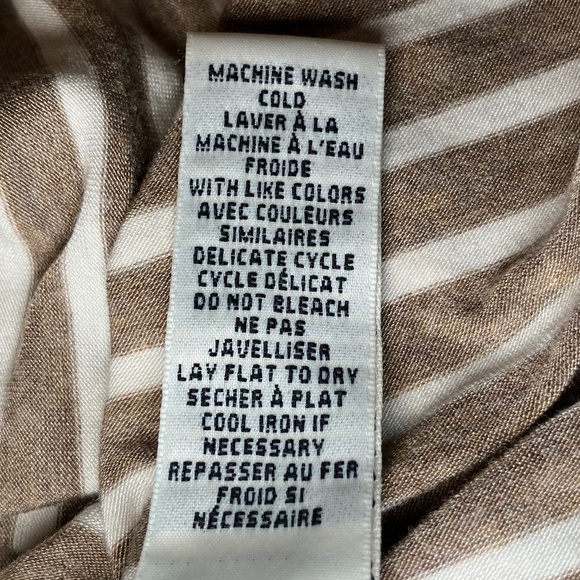 MACHINE WASH
COLD
LAVER À LA
MACHINE À L'EAU
FROIDE
WITH LIKE COLORS
AVEC COULEURS
SIMILAIRES
DELICATE CYCLE
CYCLE DÉLICAT
DO NOT BLEACH
NE PAS
JAVELLISER
LAY FLAT TO DRY
SECHER À PLAT
COOL IRON IF
NECESSARY
REPASSER AU FER
FROID SI
NÉCESSAIRE